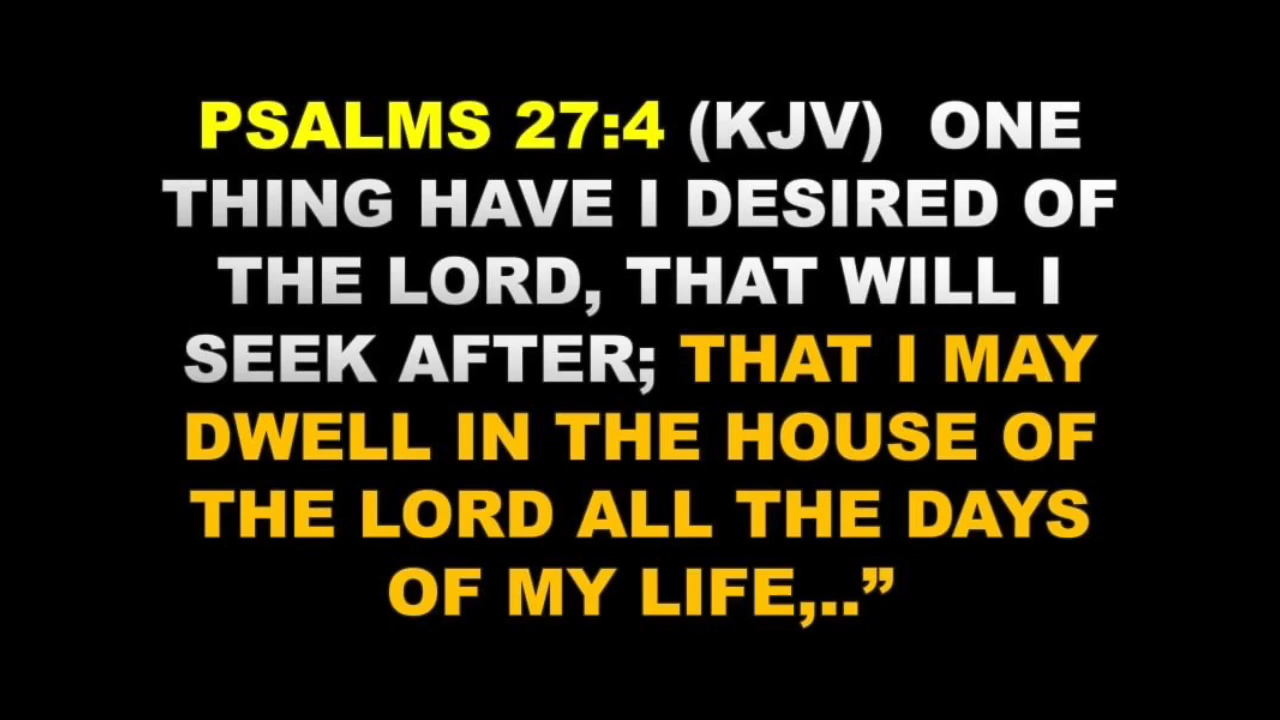 PSALMS 27:4 (KJV)  ONE
THING HAVE I DESIRED OF
THE LORD, THAT WILL I
SEEK AFTER; THAT I MAY
DWELL IN THE HOUSE OF
THE LORD ALL THE DAYS
OF MY LIFE,..”